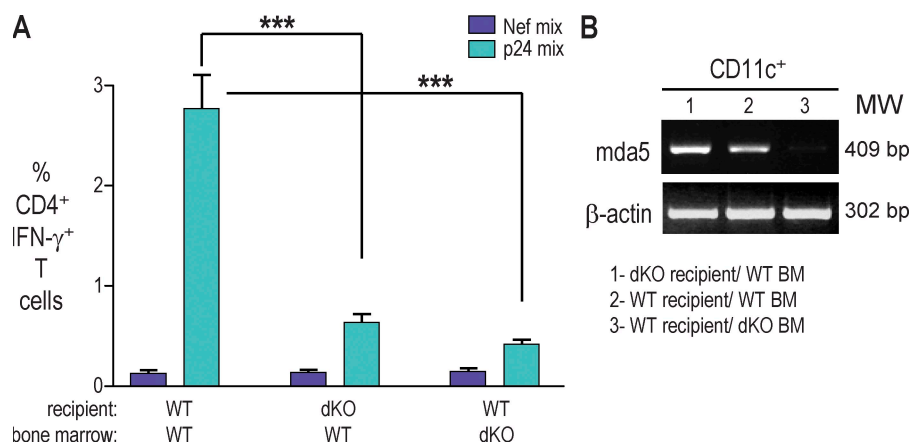 A
***
Nef mix
p24 mix
***
3
2
1
0
%
CD4+
IFN-γ+
T
cells
recipient: WT dKO WT
bone marrow: WT WT dKO
B
CD11c+
1 2 3 MW
mda5 409 bp
β-actin 302 bp
1- dKO recipient/ WT BM
2- WT recipient/ WT BM
3- WT recipient/ dKO BM